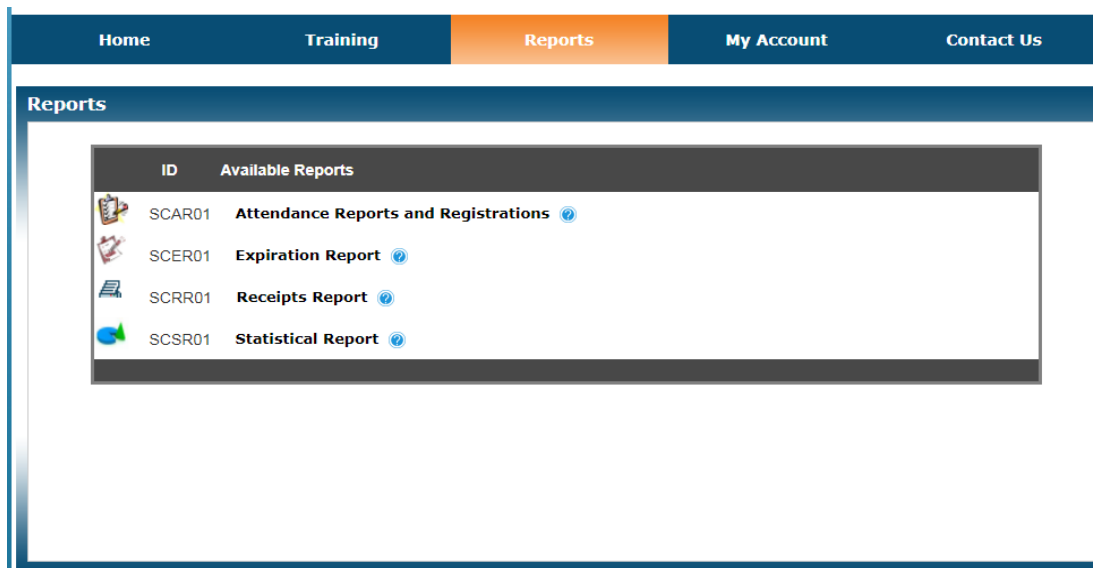 Home Training Reports My Account Contact Us
Reports
ID Available Reports
SCAR01 Attendance Reports and Registrations
SCER01 Expiration Report
SCRR01 Receipts Report
SCSR01 Statistical Report